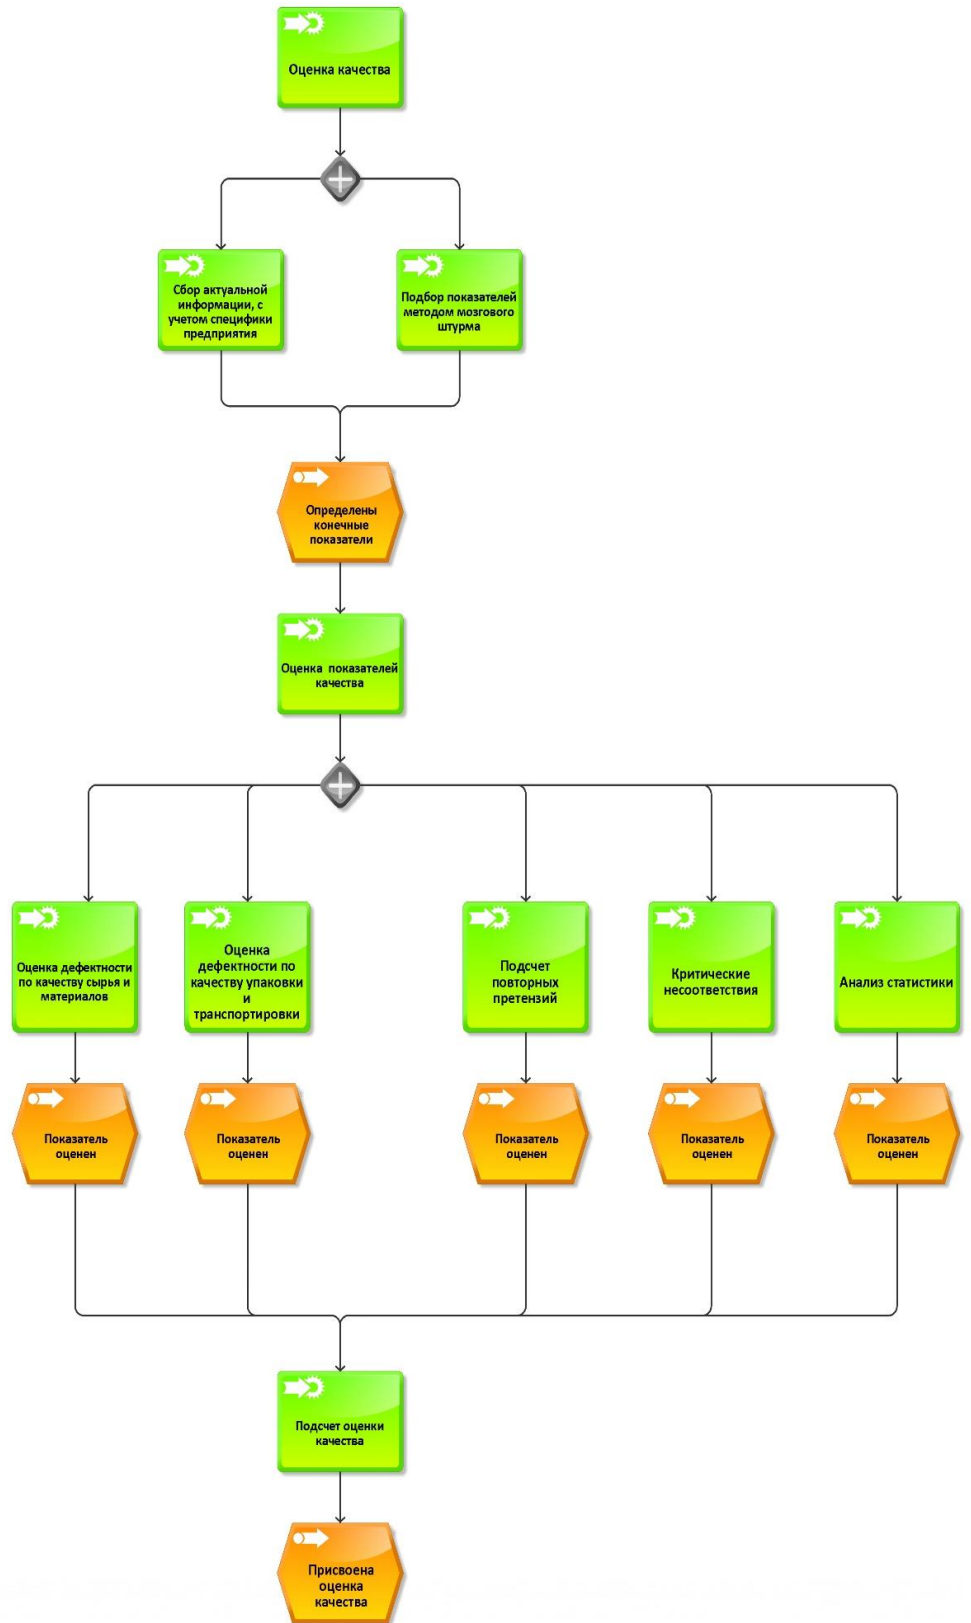 Оценка качества
Сбор актуальной
информации, с
учетом специфики
предприятия
Подбор показателей
методом мозгового
штурма
Определены
конечные
показатели
Оценка показателей
качества
Оценка дефектности
по качеству сырья и
материалов
Оценка
дефектности по
качеству упаковки
и
транспортировки
Подсчет
повторных
претензий
Критические
несоответствия
Анализ статистики
Показатель
оценен
Показатель
оценен
Показатель
оценен
Показатель
оценен
Показатель
оценен
Подсчет оценки
качества
Присвоена
оценка
качества